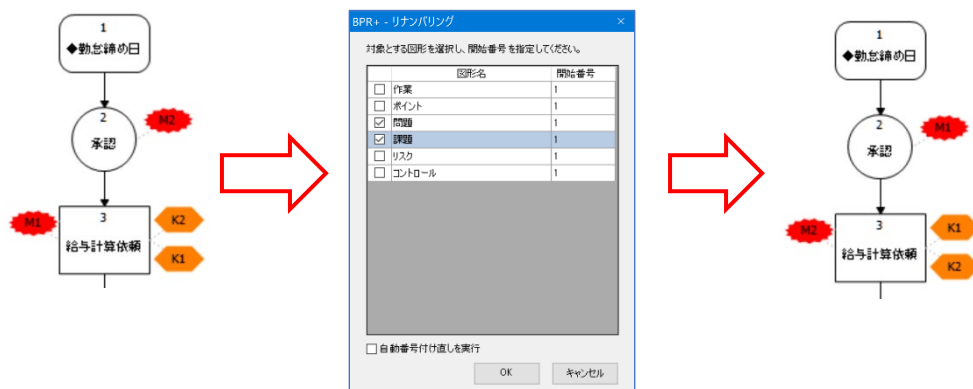 1
◆勤怠締め日
2
承認
M2
M1
3
給与計算依頼
K2
K1
BPR+ - リナンバリング
×
対象とする図形を選択し、開始番号を指定してください。
図形名 開始番号
作業 1
ポイント 1
問題 1
課題 1
リスク 1
コントロール 1
自動番号付け直しを実行
OK キャンセル
1
◆勤怠締め日
2
承認
M1
M2
3
給与計算依頼
K1
K2